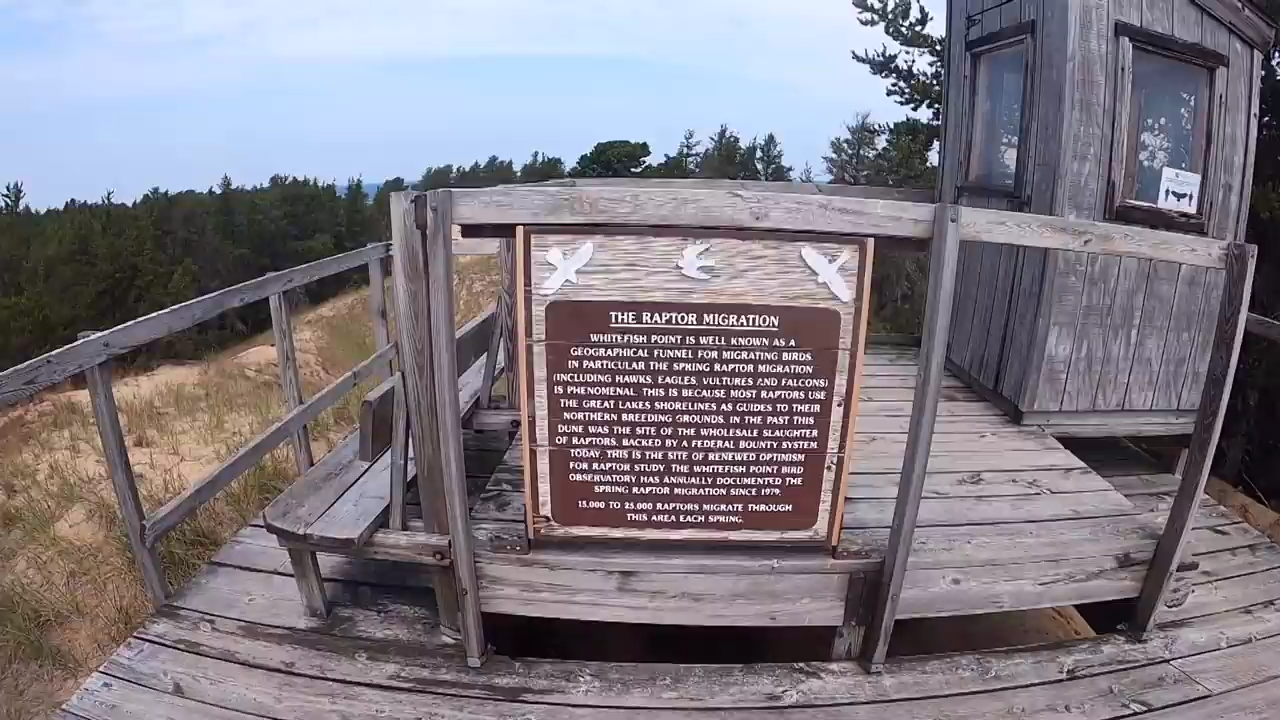 THE RAPTOR MIGRATION
WHITEFISH POINT IS WELL KNOWN AS A
GEOGRAPHICAL FUNNEL FOR MIGRATING BIRDS.
IN PARTICULAR THE SPRING RAPTOR MIGRATION
(INCLUDING HAWKS, EAGLES, VULTURES AND FALCONS)
IS PHENOMENAL. THIS IS BECAUSE MOST RAPTORS USE
THE GREAT LAKES SHORELINES AS GUIDES TO THEIR
NORTHERN BREEDING GROUNDS. IN THE PAST THIS
DUNE WAS THE SITE OF THE WHOLESALE SLAUGHTER
OF RAPTORS, BACKED BY A FEDERAL BOUNTY SYSTEM.
TODAY, THIS IS THE SITE OF RENEWED OPTIMISM
FOR RAPTOR STUDY. THE WHITEFISH POINT BIRD
OBSERVATORY HAS ANNUALLY DOCUMENTED THE
SPRING RAPTOR MIGRATION SINCE 1979.
15,000 TO 25,000 RAPTORS MIGRATE THROUGH
THIS AREA EACH SPRING.